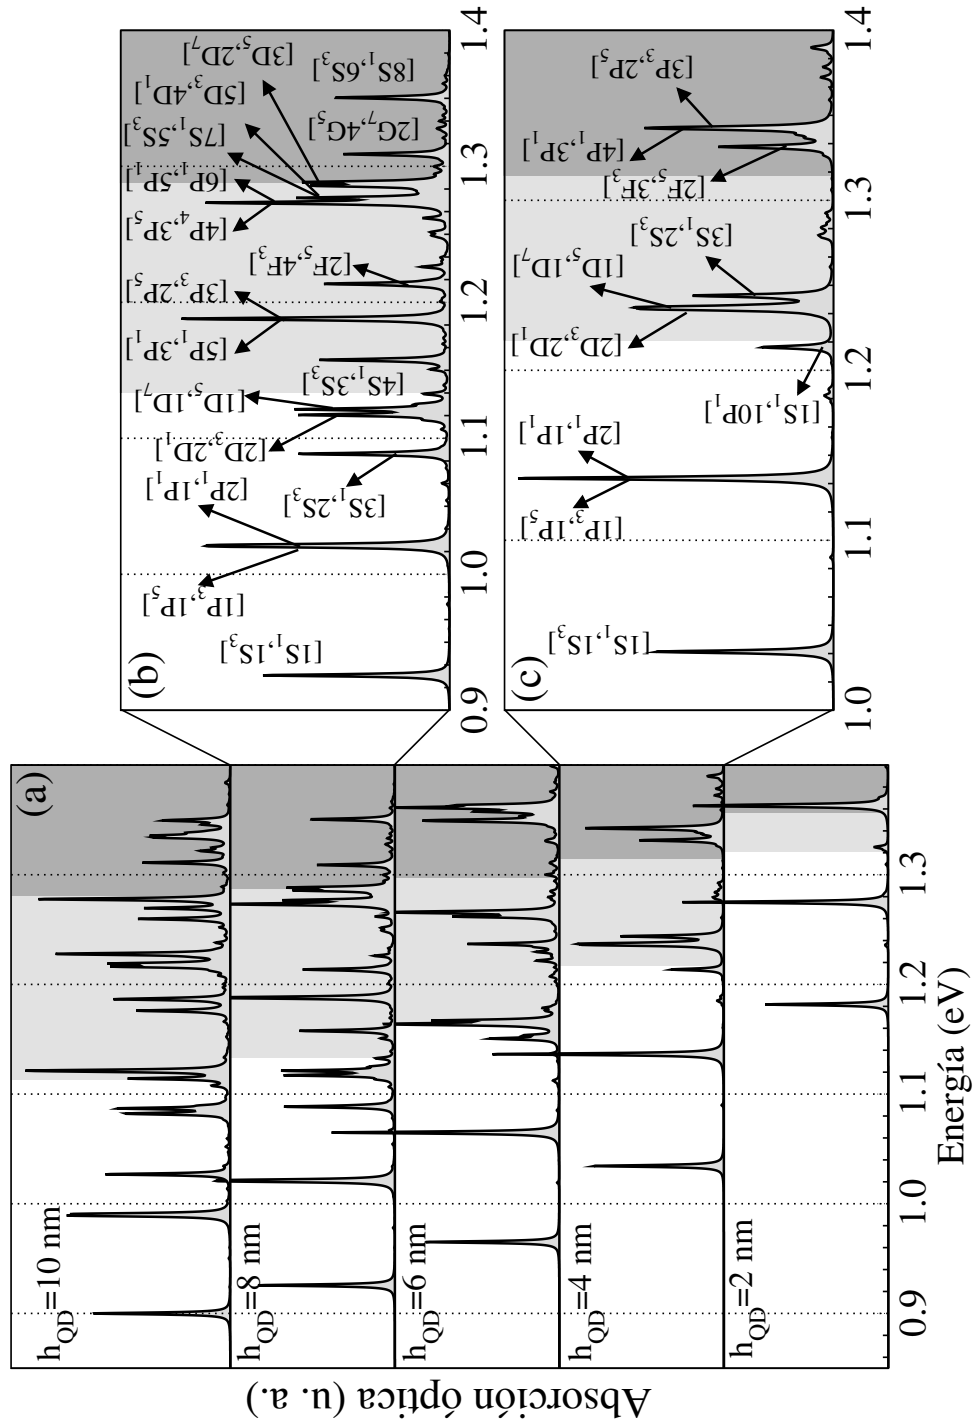 (a)
h_QD=10 nm
h_QD=8 nm
h_QD=6 nm
h_QD=4 nm
h_QD=2 nm
0.9 1.0 1.1 1.2 1.3
Energía (eV)
Absorción óptica (u. a.)
(b)
[1S₁,1S₃]
[1P₃,1P₅]
[2P₁,1P₁]
[3S₁,2S₃]
[2D₃,2D₁]
[1D₅,1D₇]
[4S₁,3S₃]
[5P₁,3P₁]
[3P₃,2P₅]
[2F₅,4F₃]
[4P₄,3P₅]
[6P₁,5P₁]
[7S₁,5S₃]
[5D₃,4D₁]
[3D₅,2D₇]
[2G₇,4G₅]
[8S₁,6S₃]
0.9 1.0 1.1 1.2 1.3 1.4
(c)
[1S₁,1S₃]
[1P₃,1P₅]
[2P₁,1P₁]
[1S₁,10P₁]
[2D₃,2D₁]
[1D₅,1D₇]
[3S₁,2S₃]
[2F₅,3F₃]
[4P₁,3P₁]
[3P₃,2P₅]
1.0 1.1 1.2 1.3 1.4